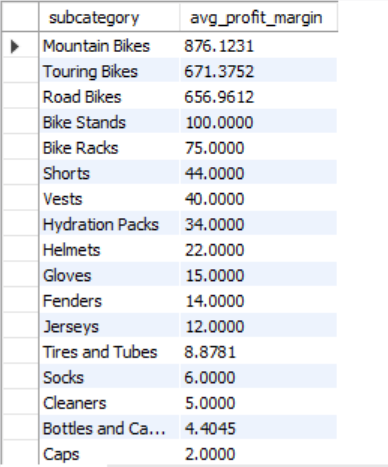 subcategory avg_profit_margin
Mountain Bikes 876.1231
Touring Bikes 671.3752
Road Bikes 656.9612
Bike Stands 100.0000
Bike Racks 75.0000
Shorts 44.0000
Vests 40.0000
Hydration Packs 34.0000
Helmets 22.0000
Gloves 15.0000
Fenders 14.0000
Jerseys 12.0000
Tires and Tubes 8.8781
Socks 6.0000
Cleaners 5.0000
Bottles and Ca... 4.4045
Caps 2.0000